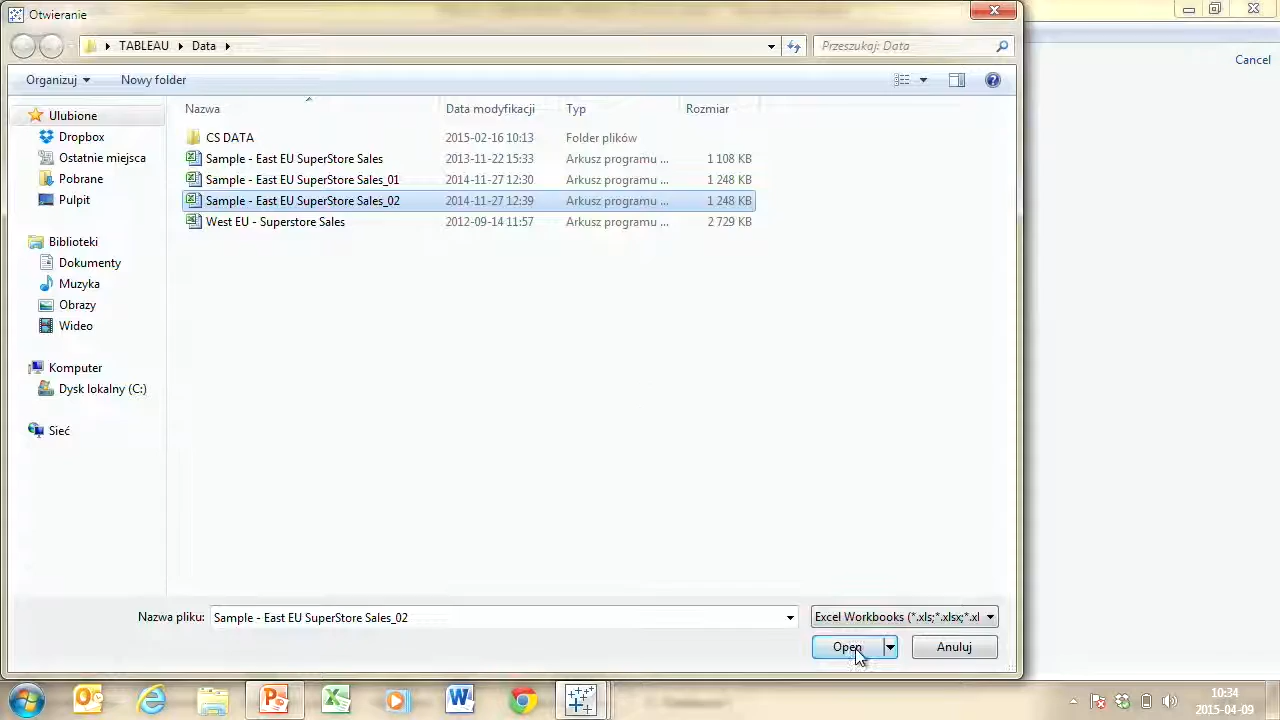 Otwieranie
TABLEAU Data
Przeszukaj: Data
Cancel
Organizuj Nowy folder
Nazwa Data modyfikacji Typ Rozmiar
Ulubione
Dropbox
Ostatnie miejsca
Pobrane
Pulpit
Biblioteki
Dokumenty
Muzyka
Obrazy
Wideo
Komputer
Dysk lokalny (C:)
Sieć
CS DATA 2015-02-16 10:13 Folder plików
Sample - East EU SuperStore Sales 2013-11-22 15:33 Arkusz programu ... 1 108 KB
Sample - East EU SuperStore Sales_01 2014-11-27 12:30 Arkusz programu ... 1 248 KB
Sample - East EU SuperStore Sales_02 2014-11-27 12:39 Arkusz programu ... 1 248 KB
West EU - Superstore Sales 2012-09-14 11:57 Arkusz programu ... 2 729 KB
Nazwa pliku: Sample - East EU SuperStore Sales_02
Excel Workbooks (*.xls;*.xlsx;*.xl
Open Anuluj
10:34
2015-04-09